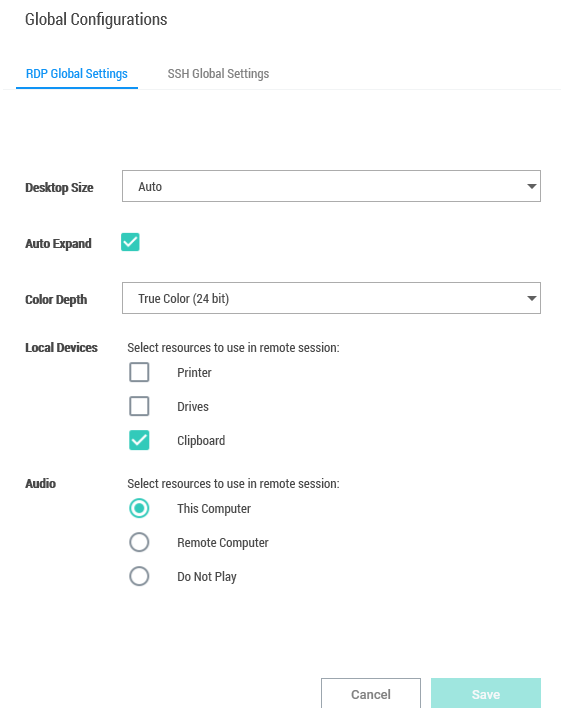 Global Configurations
RDP Global Settings SSH Global Settings
Desktop Size Auto
Auto Expand
Color Depth True Color (24 bit)
Local Devices Select resources to use in remote session:
Printer
Drives
Clipboard
Audio Select resources to use in remote session:
This Computer
Remote Computer
Do Not Play
Cancel Save